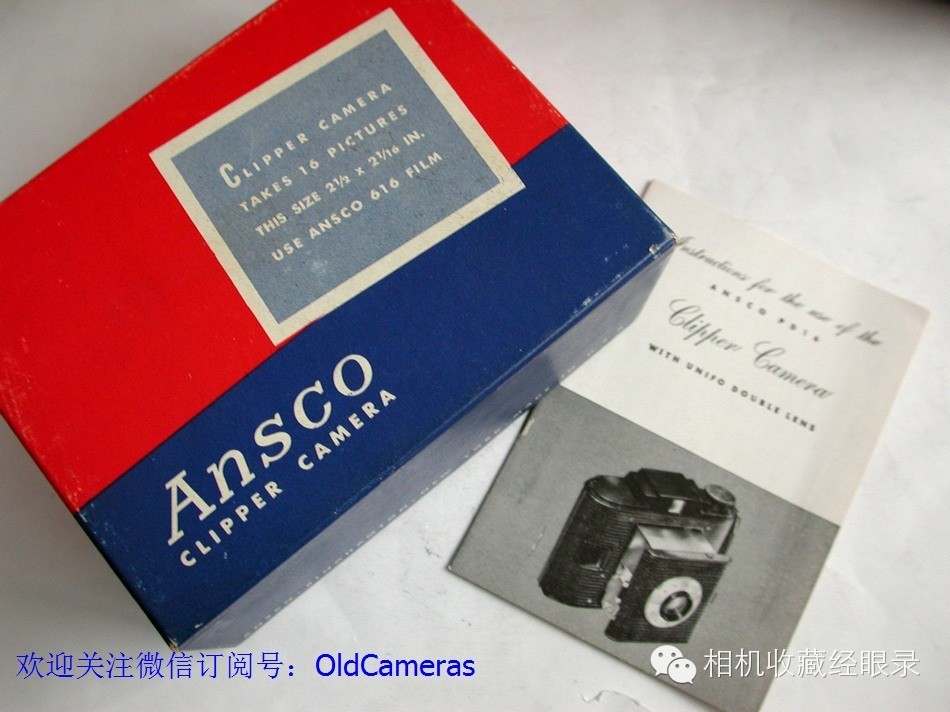 CLIPPER CAMERA
TAKES 16 PICTURES
THIS SIZE 2½ x 2⅟16 IN.
USE ANSCO 616 FILM
Ansco
CLIPPER CAMERA
Instructions for the use of the
ANSCO PD16
Clipper Camera
WITH UNIFO DOUBLE LENS
欢迎关注微信订阅号：OldCameras
相机收藏经眼录